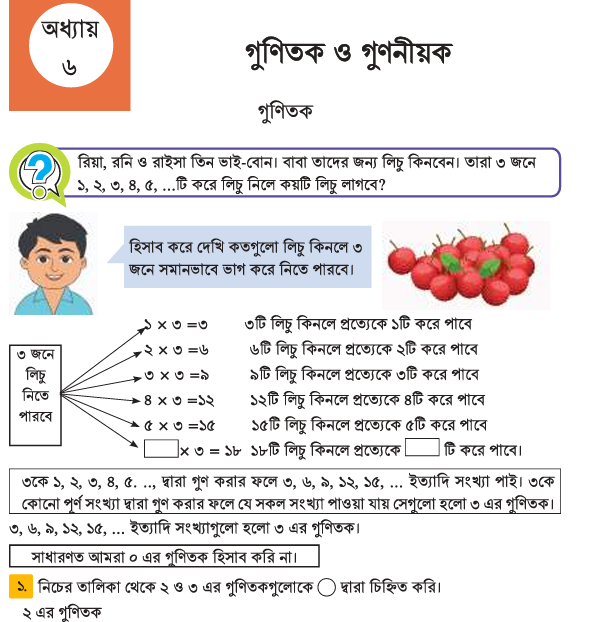 অধ্যায়
৬
গুণিতক ও গুণনীয়ক
গুণিতক
রিয়া, রনি ও রাইসা তিন ভাই-বোন। বাবা তাদের জন্য লিচু কিনবেন। তারা ৩ জনে
১, ২, ৩, ৪, ৫, ...টি করে লিচু নিলে কয়টি লিচু লাগবে?
হিসাব করে দেখি কতগুলো লিচু কিনলে ৩
জনে সমানভাবে ভাগ করে নিতে পারবে।
৩ জনে
লিচু
নিতে
পারবে
১ × ৩ =৩ ৩টি লিচু কিনলে প্রত্যেকে ১টি করে পাবে
২ × ৩ =৬ ৬টি লিচু কিনলে প্রত্যেকে ২টি করে পাবে
৩ × ৩ =৯ ৯টি লিচু কিনলে প্রত্যেকে ৩টি করে পাবে
৪ × ৩ =১২ ১২টি লিচু কিনলে প্রত্যেকে ৪টি করে পাবে
৫ × ৩ =১৫ ১৫টি লিচু কিনলে প্রত্যেকে ৫টি করে পাবে
× ৩ = ১৮ ১৮টি লিচু কিনলে প্রত্যেকে টি করে পাবে।
৩কে ১, ২, ৩, ৪, ৫. .., দ্বারা গুণ করার ফলে ৩, ৬, ৯, ১২, ১৫, ... ইত্যাদি সংখ্যা পাই। ৩কে
কোনো পূর্ণ সংখ্যা দ্বারা গুণ করার ফলে যে সকল সংখ্যা পাওয়া যায় সেগুলো হলো ৩ এর গুণিতক।
৩, ৬, ৯, ১২, ১৫, ... ইত্যাদি সংখ্যাগুলো হলো ৩ এর গুণিতক।
সাধারণত আমরা ০ এর গুণিতক হিসাব করি না।
১. নিচের তালিকা থেকে ২ ও ৩ এর গুণিতকগুলোকে ◯ দ্বারা চিহ্নিত করি।
২ এর গুণিতক